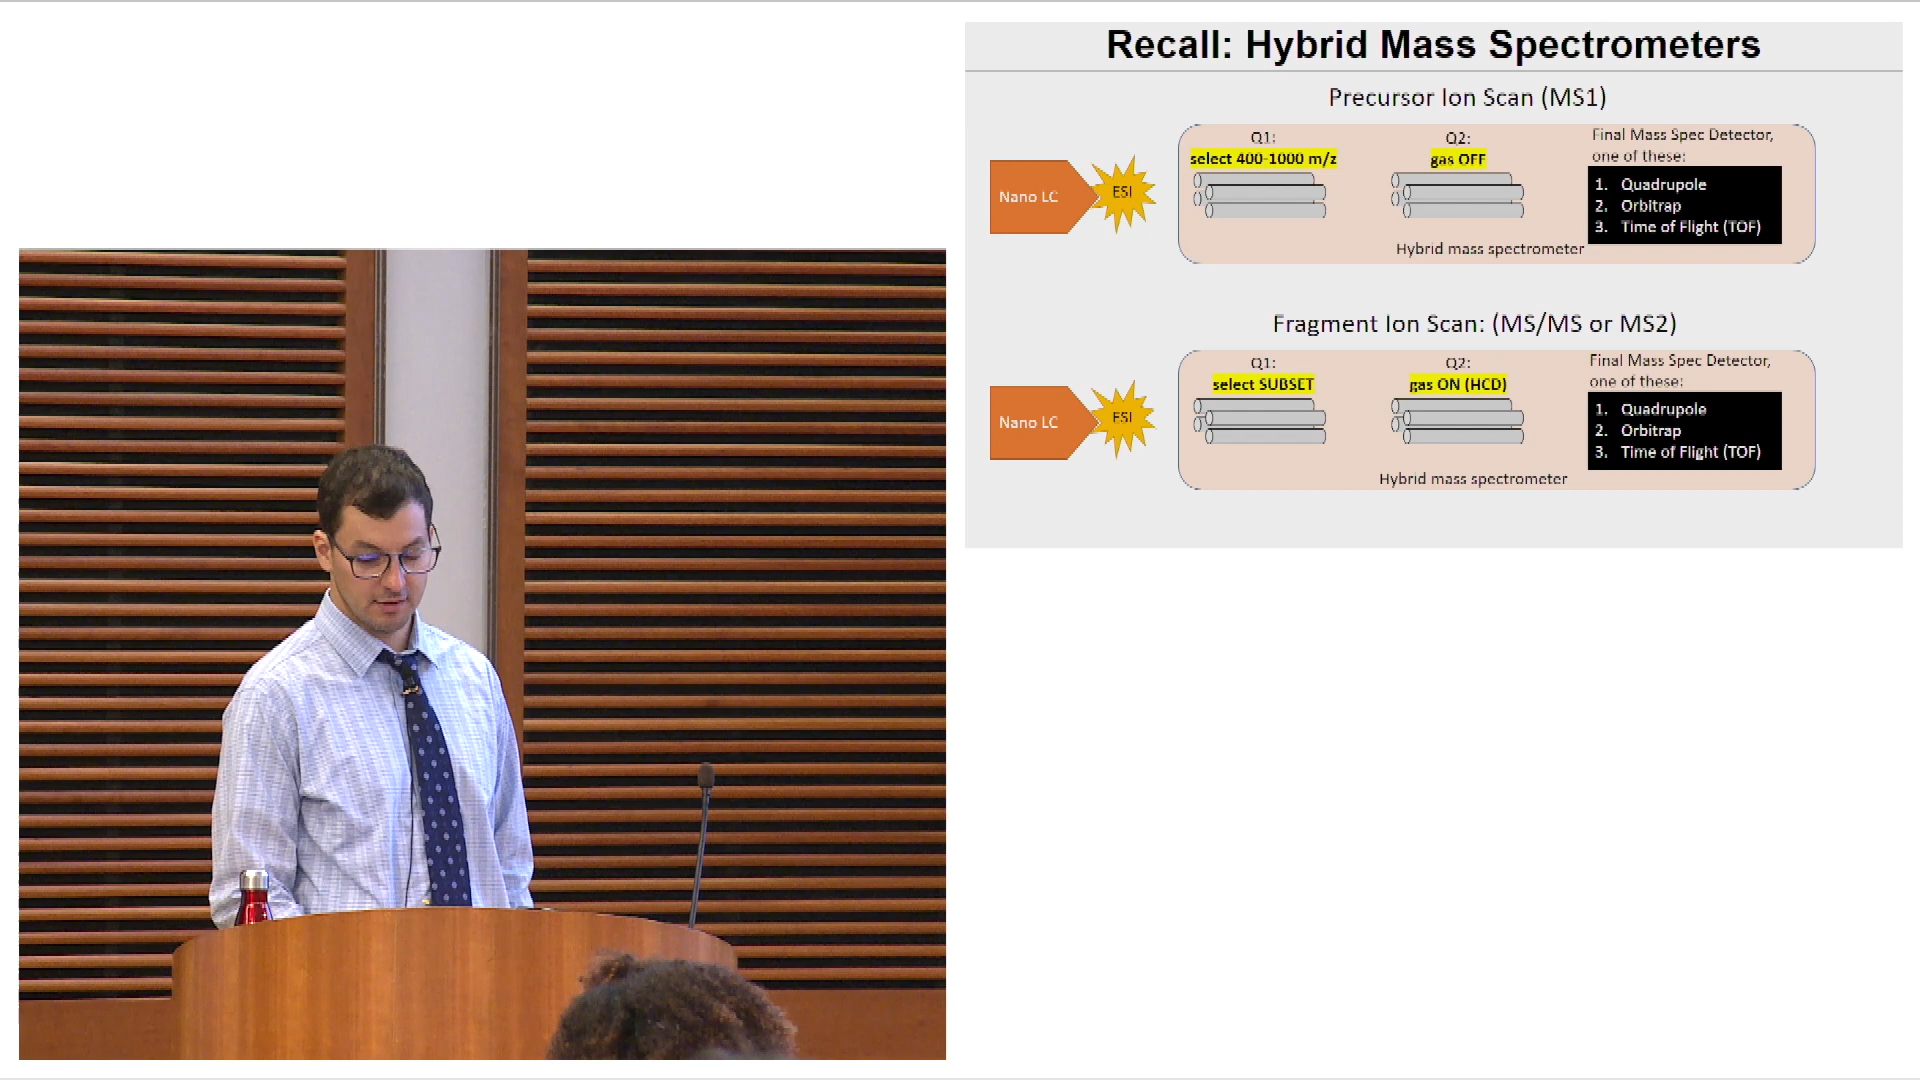 Recall: Hybrid Mass Spectrometers
Precursor Ion Scan (MS1)
Nano LC
ESI
Q1:
select 400-1000 m/z
Q2:
gas OFF
Final Mass Spec Detector,
one of these:
1. Quadrupole
2. Orbitrap
3. Time of Flight (TOF)
Hybrid mass spectrometer
Fragment Ion Scan: (MS/MS or MS2)
Nano LC
ESI
Q1:
select SUBSET
Q2:
gas ON (HCD)
Final Mass Spec Detector,
one of these:
1. Quadrupole
2. Orbitrap
3. Time of Flight (TOF)
Hybrid mass spectrometer